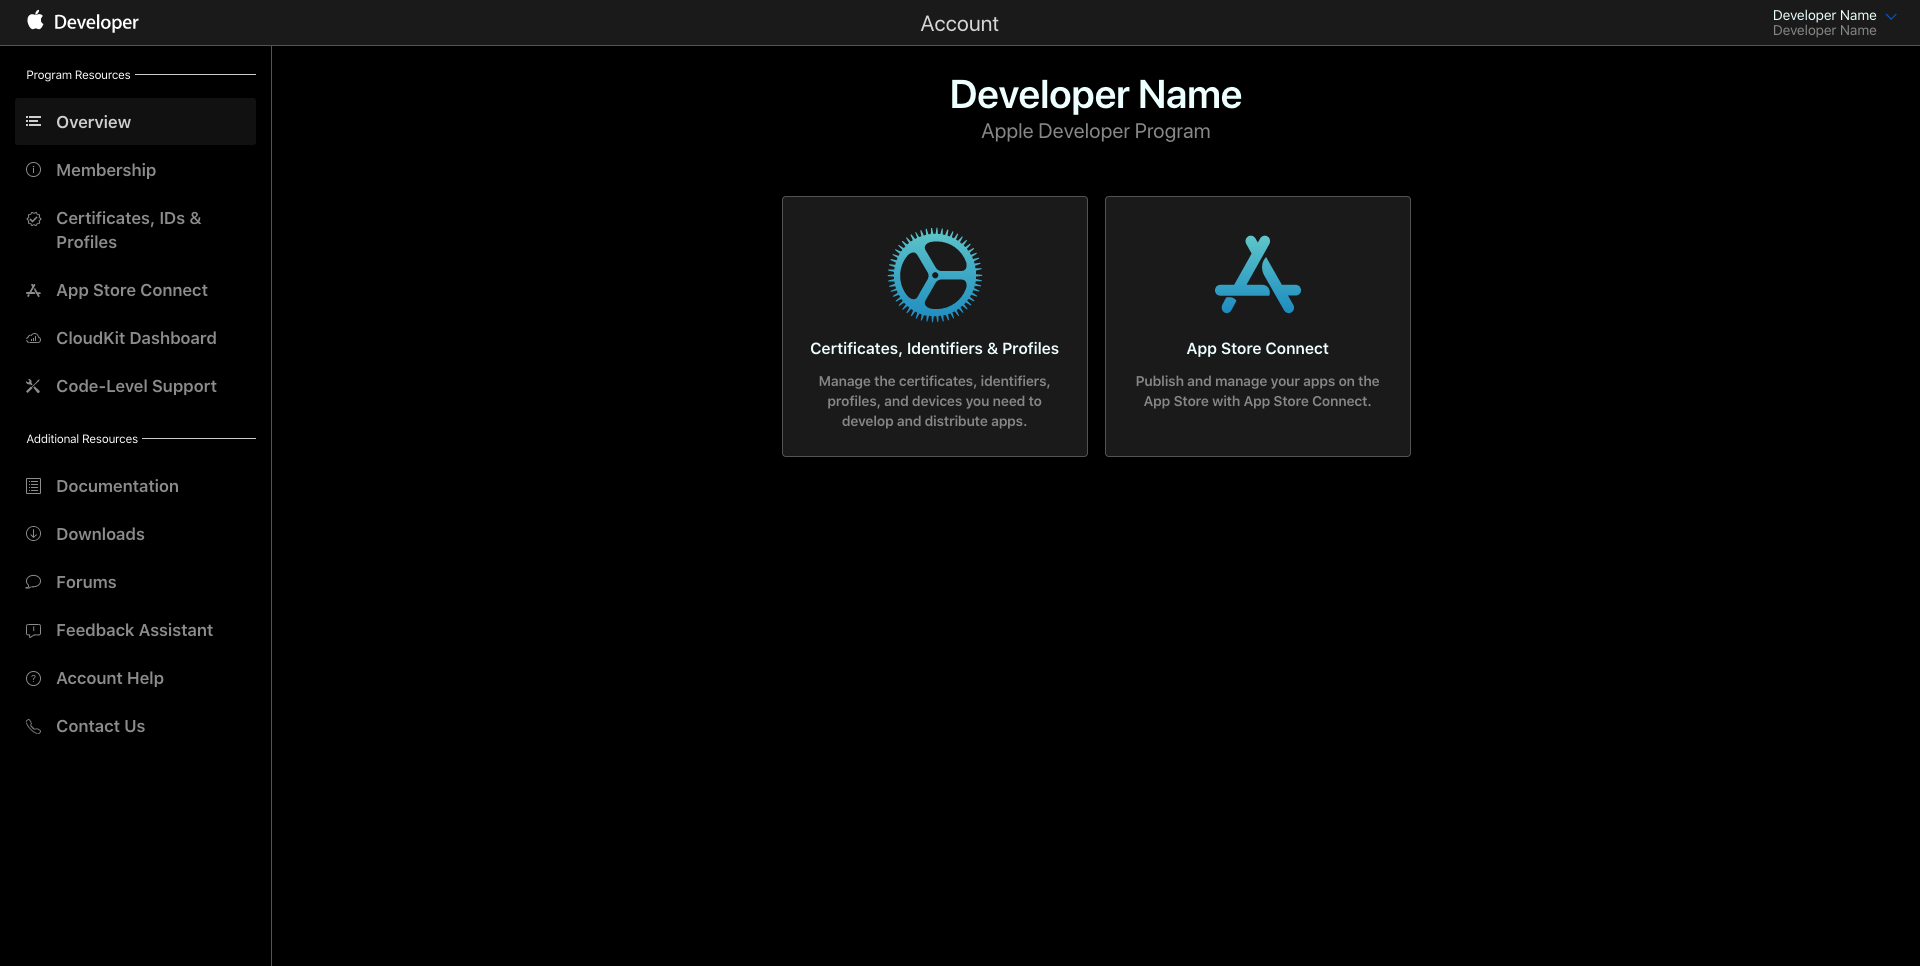 Developer
Account
Developer Name
Developer Name
Program Resources
Overview
Membership
Certificates, IDs &
Profiles
App Store Connect
CloudKit Dashboard
Code-Level Support
Additional Resources
Documentation
Downloads
Forums
Feedback Assistant
Account Help
Contact Us
Developer Name
Apple Developer Program
Certificates, Identifiers & Profiles
Manage the certificates, identifiers,
profiles, and devices you need to
develop and distribute apps.
App Store Connect
Publish and manage your apps on the
App Store with App Store Connect.